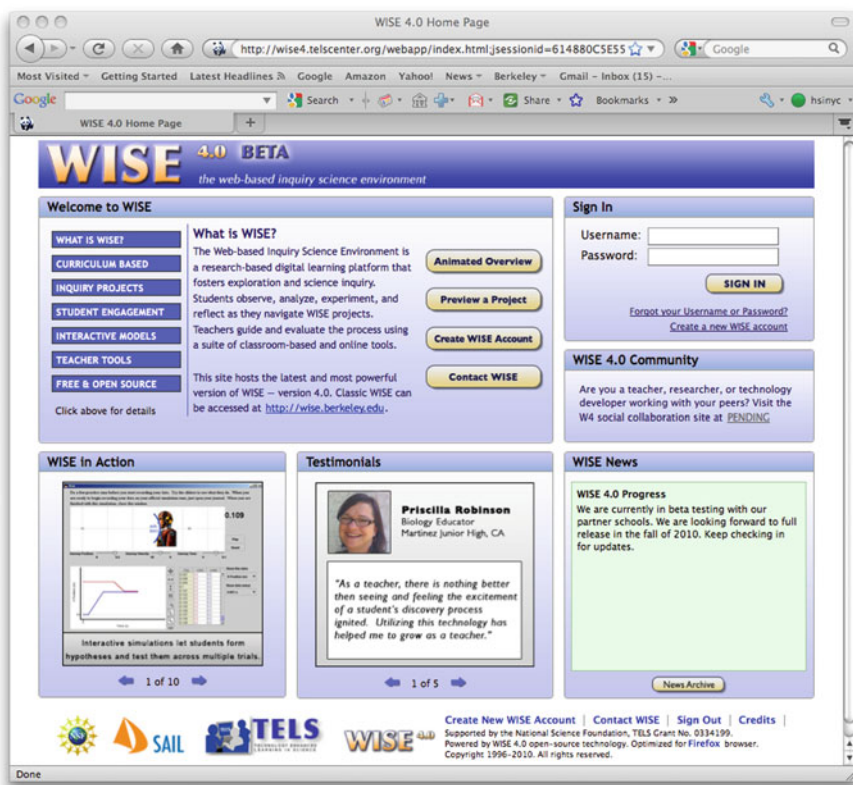 WISE 4.0 Home Page
http://wise4.telscenter.org/webapp/index.html;jsessionid=614880C5E55
Google
Most Visited Getting Started Latest Headlines Google Amazon Yahoo! News Berkeley Gmail – Inbox (15) –...
Google Search Share Bookmarks » hsinyc
WISE 4.0 Home Page +
WISE 4.0 BETA
the web-based inquiry science environment
Welcome to WISE
WHAT IS WISE?
CURRICULUM BASED
INQUIRY PROJECTS
STUDENT ENGAGEMENT
INTERACTIVE MODELS
TEACHER TOOLS
FREE & OPEN SOURCE
Click above for details
What is WISE?
The Web-based Inquiry Science Environment is
a research-based digital learning platform that
fosters exploration and science inquiry.
Students observe, analyze, experiment, and
reflect as they navigate WISE projects.
Teachers guide and evaluate the process using
a suite of classroom-based and online tools.
This site hosts the latest and most powerful
version of WISE — version 4.0. Classic WISE can
be accessed at http://wise.berkeley.edu.
Animated Overview
Preview a Project
Create WISE Account
Contact WISE
Sign In
Username:
Password:
SIGN IN
Forgot your Username or Password?
Create a new WISE account
WISE 4.0 Community
Are you a teacher, researcher, or technology
developer working with your peers? Visit the
W4 social collaboration site at PENDING
WISE in Action
0.109
Interactive simulations let students form
hypotheses and test them across multiple trials.
1 of 10
Testimonials
Priscilla Robinson
Biology Educator
Martinez Junior High, CA
"As a teacher, there is nothing better
then seeing and feeling the excitement
of a student's discovery process
ignited. Utilizing this technology has
helped me to grow as a teacher."
1 of 5
WISE News
WISE 4.0 Progress
We are currently in beta testing with our
partner schools. We are looking forward to full
release in the fall of 2010. Keep checking in
for updates.
News Archive
SAIL
TELS
TECHNOLOGY ENHANCED
LEARNING IN SCIENCE
WISE 4.0
Create New WISE Account | Contact WISE | Sign Out | Credits |
Supported by the National Science Foundation, TELS Grant No. 0334199.
Powered by WISE 4.0 open-source technology. Optimized for Firefox browser.
Copyright 1996–2010. All rights reserved.
Done